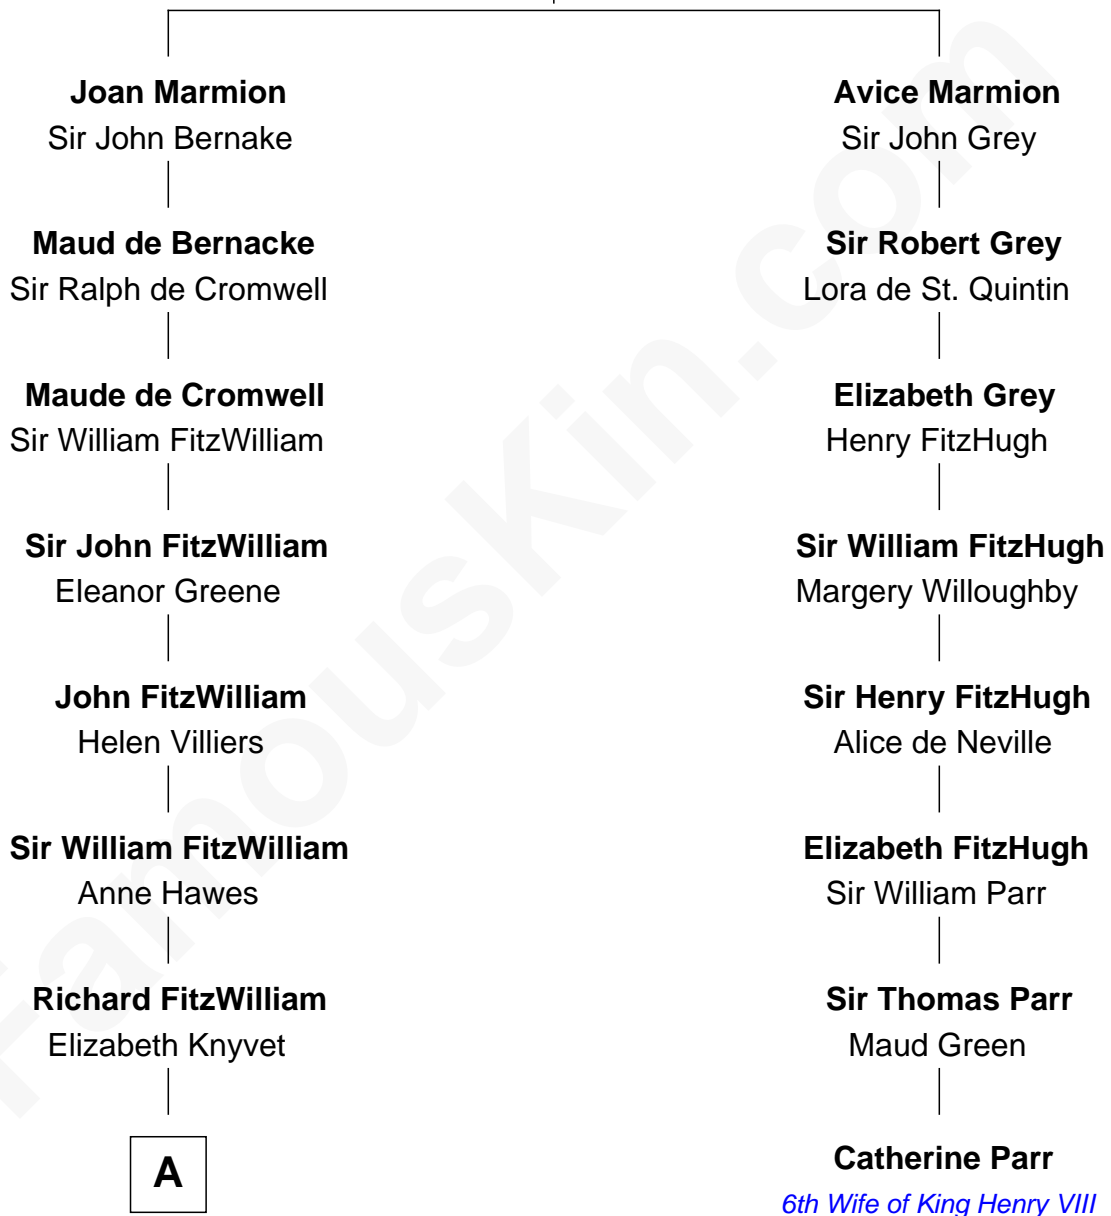 Joan Marmion
Sir John Bernake
Maud de Bernacke
Sir Ralph de Cromwell
Maude de Cromwell
Sir William FitzWilliam
Sir John FitzWilliam
Eleanor Greene
John FitzWilliam
Helen Villiers
Sir William FitzWilliam
Anne Hawes
Richard FitzWilliam
Elizabeth Knyvet
A
Avice Marmion
Sir John Grey
Sir Robert Grey
Lora de St. Quintin
Elizabeth Grey
Henry FitzHugh
Sir William FitzHugh
Margery Willoughby
Sir Henry FitzHugh
Alice de Neville
Elizabeth FitzHugh
Sir William Parr
Sir Thomas Parr
Maud Green
Catherine Parr
6th Wife of King Henry VIII
FamousKin.com